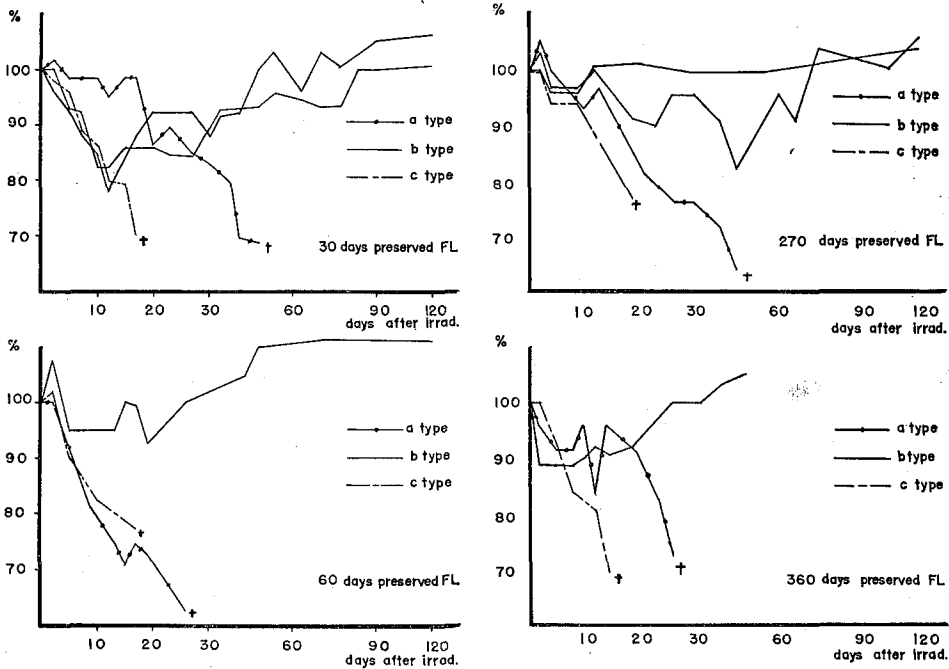 %
100
90
80
70
a type
b type
c type
†
†
30 days preserved FL
10 20 30 60 90 120
days after irrad.
%
100
90
80
70
a type
b type
c type
†
†
270 days preserved FL
10 20 30 60 90 120
days after irrad.
%
100
90
80
70
a type
b type
c type
†
†
60 days preserved FL.
10 20 30 60 90 120
days after irrad.
%
100
90
80
70
a type
b type
c type
†
†
360 days preserved FL
10 20 30 60 90 120
days after irrad.